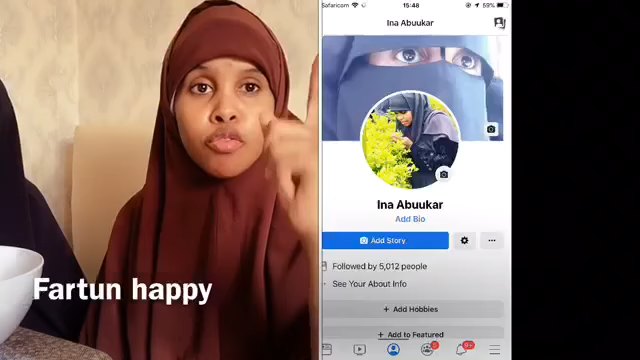 Fartun happy
Safaricom
15:48
59%
Ina Abuukar
Ina Abuukar
Add Bio
Add Story
Followed by 5,012 people
See Your About Info
+ Add Hobbies
+ Add to Featured
9+